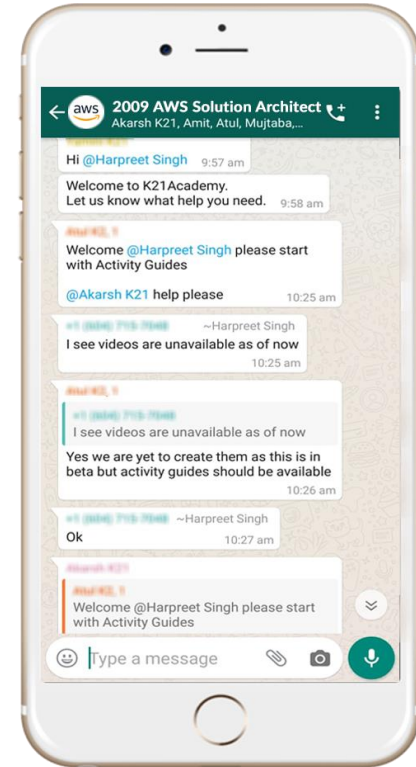 aws
2009 AWS Solution Architect
Akarsh K21, Amit, Atul, Mujtaba,...
Hi @Harpreet Singh 9:57 am
Welcome to K21Academy.
Let us know what help you need. 9:58 am
Welcome @Harpreet Singh please start
with Activity Guides
@Akarsh K21 help please
10:25 am
~Harpreet Singh
I see videos are unavailable as of now
10:25 am
I see videos are unavailable as of now
Yes we are yet to create them as this is in
beta but activity guides should be available
10:26 am
~Harpreet Singh
Ok
10:27 am
Welcome @Harpreet Singh please start
with Activity Guides
Type a message